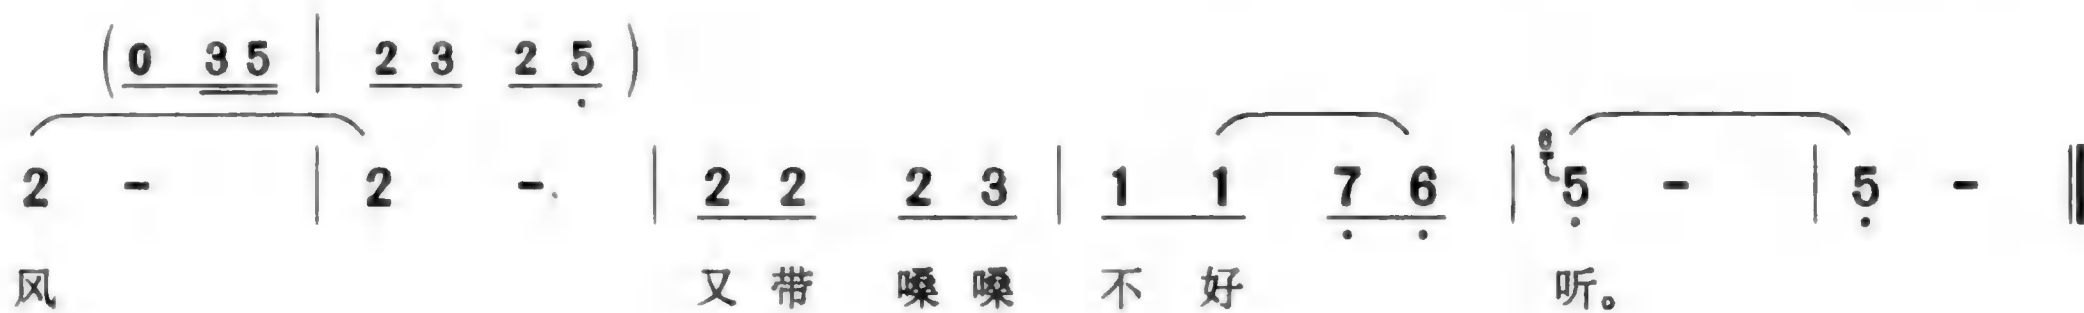 (0 35 | 23 25)
2 - | 2 - | 22 23 | 11 76 | 65 - | 5 - ‖
风 又带 嗓嗓 不好 听。